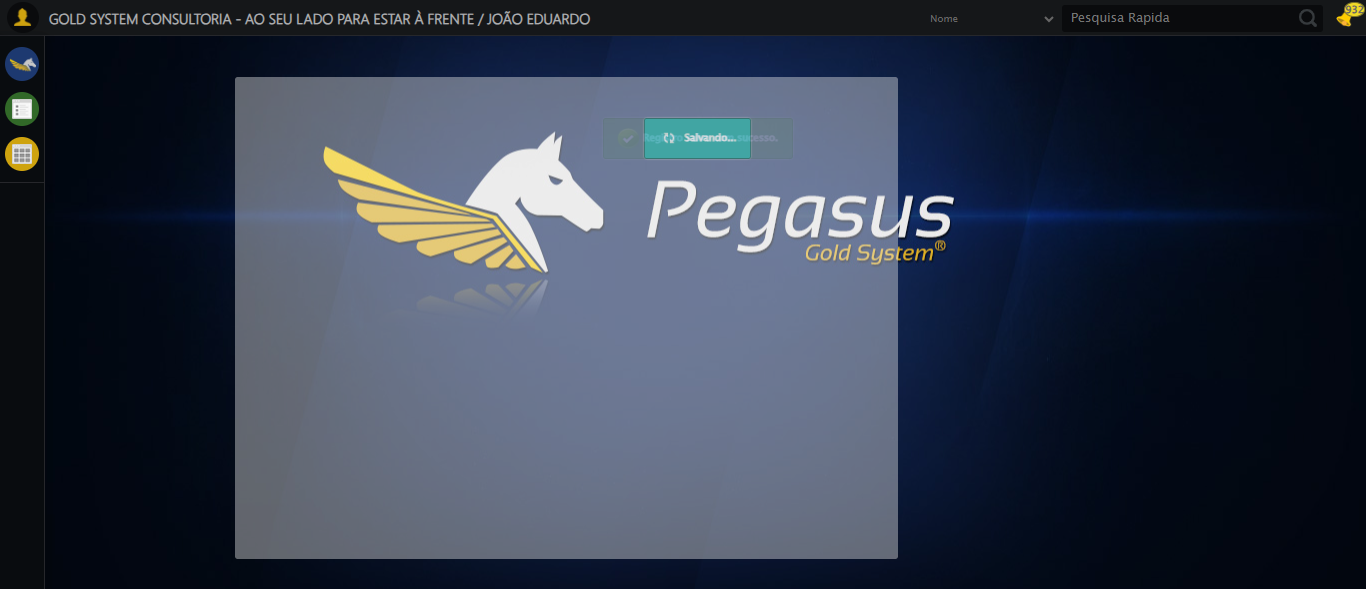 GOLD SYSTEM CONSULTORIA - AO SEU LADO PARA ESTAR À FRENTE / JOÃO EDUARDO
Nome
Pesquisa Rapida
932
Salvando...
sucesso.
Pegasus
Gold System®